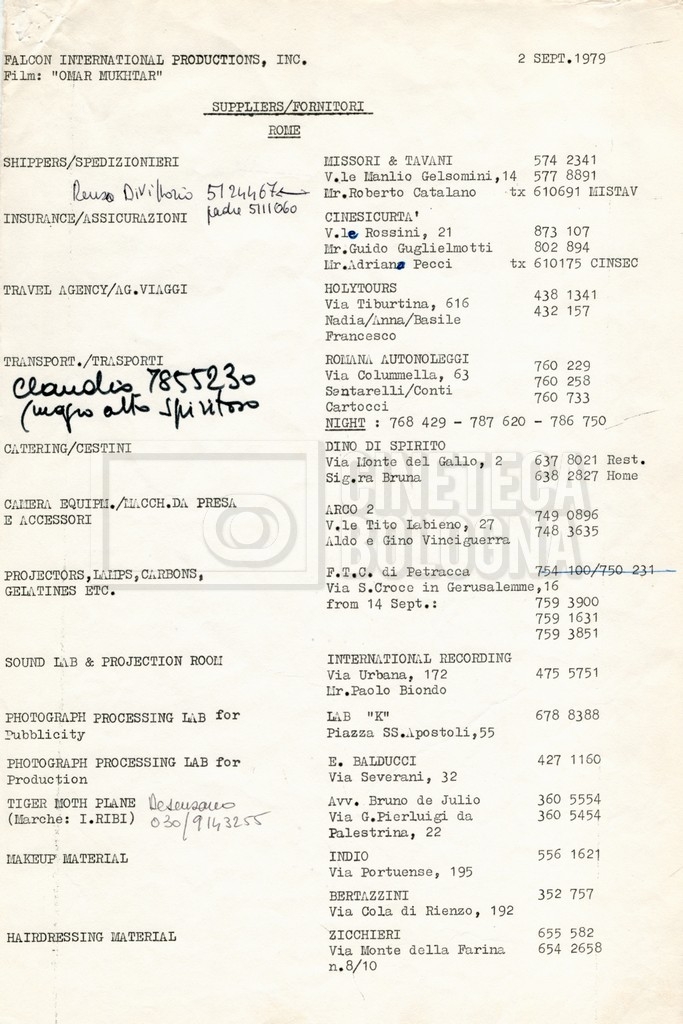 FALCON INTERNATIONAL PRODUCTIONS, INC. 2 SEPT.1979
Film: "OMAR MUKHTAR"
SUPPLIERS/FORNITORI
ROME
SHIPPERS/SPEDIZIONIERI MISSORI & TAVANI 574 2341
V.le Manlio Gelsomini,14 577 8891
Renzo Di Vittorio 5124467 Mr.Roberto Catalano tx 610691 MISTAV
padre 5111060
INSURANCE/ASSICURAZIONI CINESICURTA'
V.le Rossini, 21 873 107
Mr.Guido Guglielmotti 802 894
Mr.Adriano Pecci tx 610175 CINSEC
TRAVEL AGENCY/AG.VIAGGI HOLYTOURS 438 1341
Via Tiburtina, 616 432 157
Nadia/Anna/Basile
Francesco
TRANSPORT./TRASPORTI ROMANA AUTONOLEGGI 760 229
Claudio 7855230 Via Colummella, 63 760 258
(magro alto spiritoso Santarelli/Conti 760 733
Cartocci
NIGHT : 768 429 - 787 620 - 786 750
CATERING/CESTINI DINO DI SPIRITO
Via Monte del Gallo, 2 637 8021 Rest.
Sig.ra Bruna 638 2827 Home
CAMERA EQUIPM./MACCH.DA PRESA ARCO 2 749 0896
E ACCESSORI V.le Tito Labieno, 27 748 3635
Aldo e Gino Vinciguerra
CINETECA
BOLOGNA
PROJECTORS,LAMPS,CARBONS, F.T.C. di Petracca 754 100/750 231
GELATINES ETC. Via S.Croce in Gerusalemme,16
from 14 Sept.: 759 3900
759 1631
759 3851
SOUND LAB & PROJECTION ROOM INTERNATIONAL RECORDING
Via Urbana, 172 475 5751
Mr.Paolo Biondo
PHOTOGRAPH PROCESSING LAB for LAB "K" 678 8388
Pubblicity Piazza SS.Apostoli,55
PHOTOGRAPH PROCESSING LAB for E. BALDUCCI 427 1160
Production Via Severani, 32
TIGER MOTH PLANE Desensano Avv. Bruno de Julio 360 5554
(Marche: I.RIBI) 030/9143255 Via G.Pierluigi da 360 5454
Palestrina, 22
MAKEUP MATERIAL INDIO 556 1621
Via Portuense, 195
BERTAZZINI 352 757
Via Cola di Rienzo, 192
HAIRDRESSING MATERIAL ZICCHIERI 655 582
Via Monte della Farina 654 2658
n.8/10